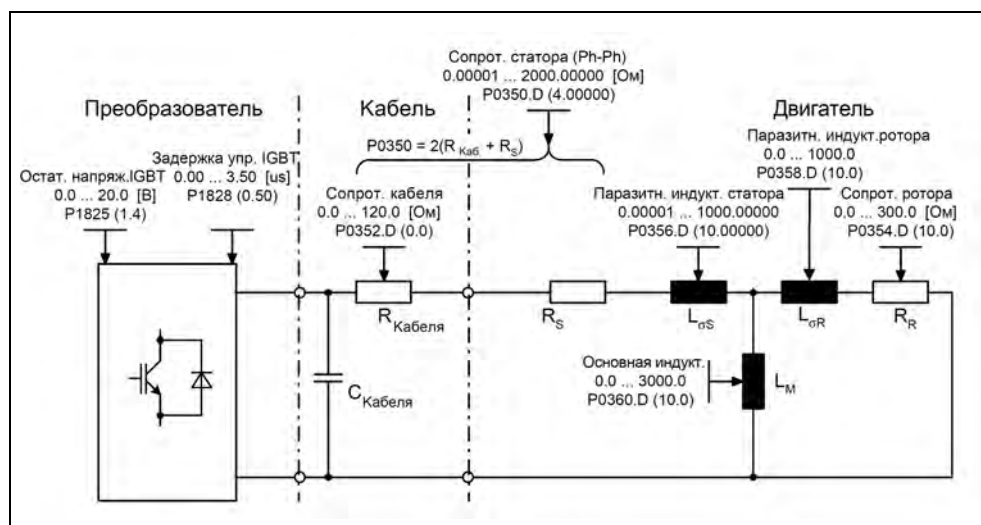 Сопрот. статора (Ph-Ph)
0.00001 ... 2000.00000 [Ом]
P0350.D (4.00000)
Преобразователь
Кабель
Двигатель
P0350 = 2(R Каб. + RS)
Задержка упр. IGBT
0.00 ... 3.50 [us]
P1828 (0.50)
Остат. напряж.IGBT
0.0 ... 20.0 [В]
P1825 (1.4)
Сопрот. кабеля
0.0 ... 120.0 [Ом]
P0352.D (0.0)
Паразитн. индукт. статора
0.00001 ... 1000.00000
P0356.D (10.00000)
Паразитн. индукт.ротора
0.0 ... 1000.0
P0358.D (10.0)
Сопрот. ротора
0.0 ... 300.0 [Ом]
P0354.D (10.0)
RКабеля
RS
LσS
LσR
RR
CКабеля
Основная индукт.
0.0 ... 3000.0
P0360.D (10.0)
LM